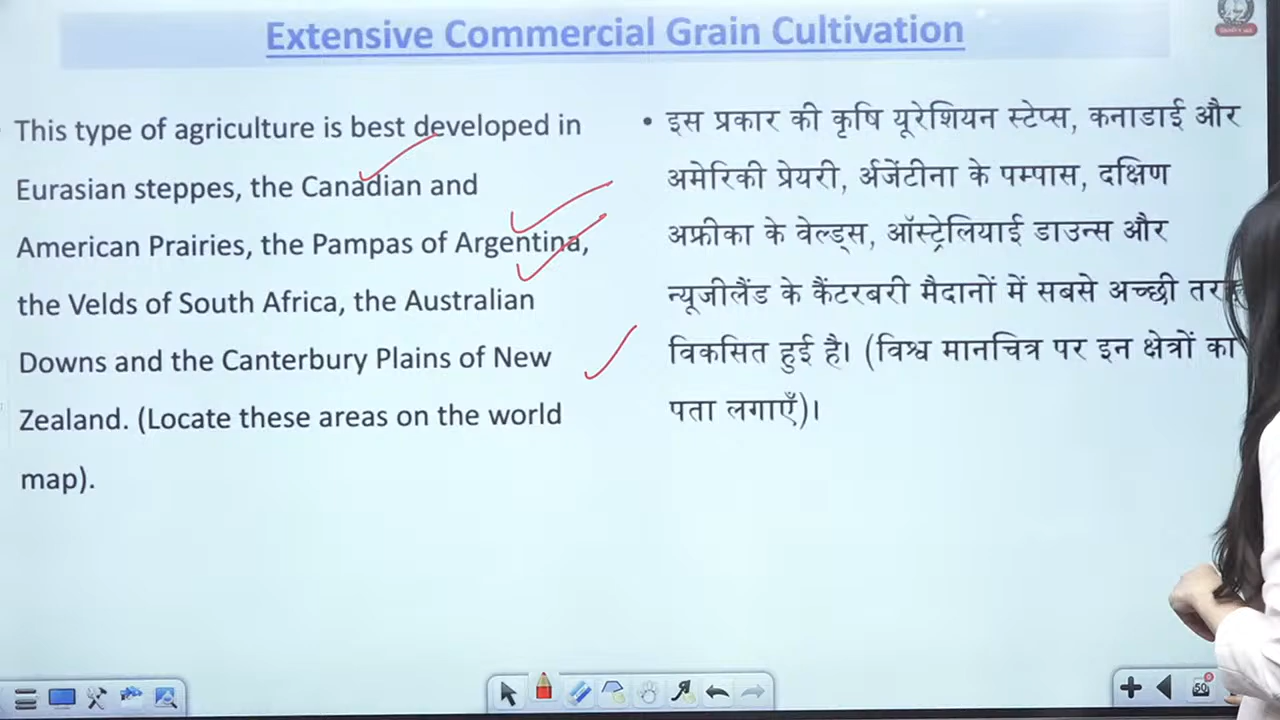 Extensive Commercial Grain Cultivation
This type of agriculture is best developed in
Eurasian steppes, the Canadian and
American Prairies, the Pampas of Argentina,
the Velds of South Africa, the Australian
Downs and the Canterbury Plains of New
Zealand. (Locate these areas on the world
map).
• इस प्रकार की कृषि यूरेशियन स्टेप्स, कनाडाई और
अमेरिकी प्रेयरी, र्अजेंटीना के पम्पास, दक्षिण
अफ्रीका के वेल्ड्स, ऑस्ट्रेलियाई डाउन्स और
न्यूजीलैंड के कैंटरबरी मैदानों में सबसे अच्छी
विकसित हुई है। (विश्व मानचित्र पर इन क्षेत्रों का
पता लगाएँ)।
50